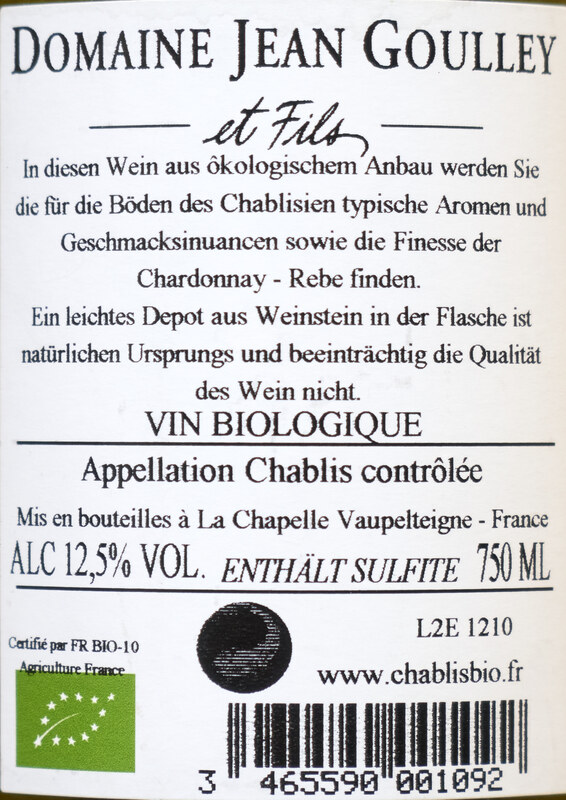 DOMAINE JEAN GOULLEY
et Fils
In diesen Wein aus ôkologischem Anbau werden Sie
die für die Böden des Chablisien typische Aromen und
Geschmacksinuancen sowie die Finesse der
Chardonnay - Rebe finden.
Ein leichtes Depot aus Weinstein in der Flasche ist
natürlichen Ursprungs und beeinträchtig die Qualität
des Wein nicht.
VIN BIOLOGIQUE
Appellation Chablis contrôlée
Mis en bouteilles à La Chapelle Vaupelteigne - France
ALC 12,5% VOL. ENTHÄLT SULFITE 750 ML
L2E 1210
Certifié par FR BIO-10
Agriculture France
www.chablisbio.fr
3 465590 001092